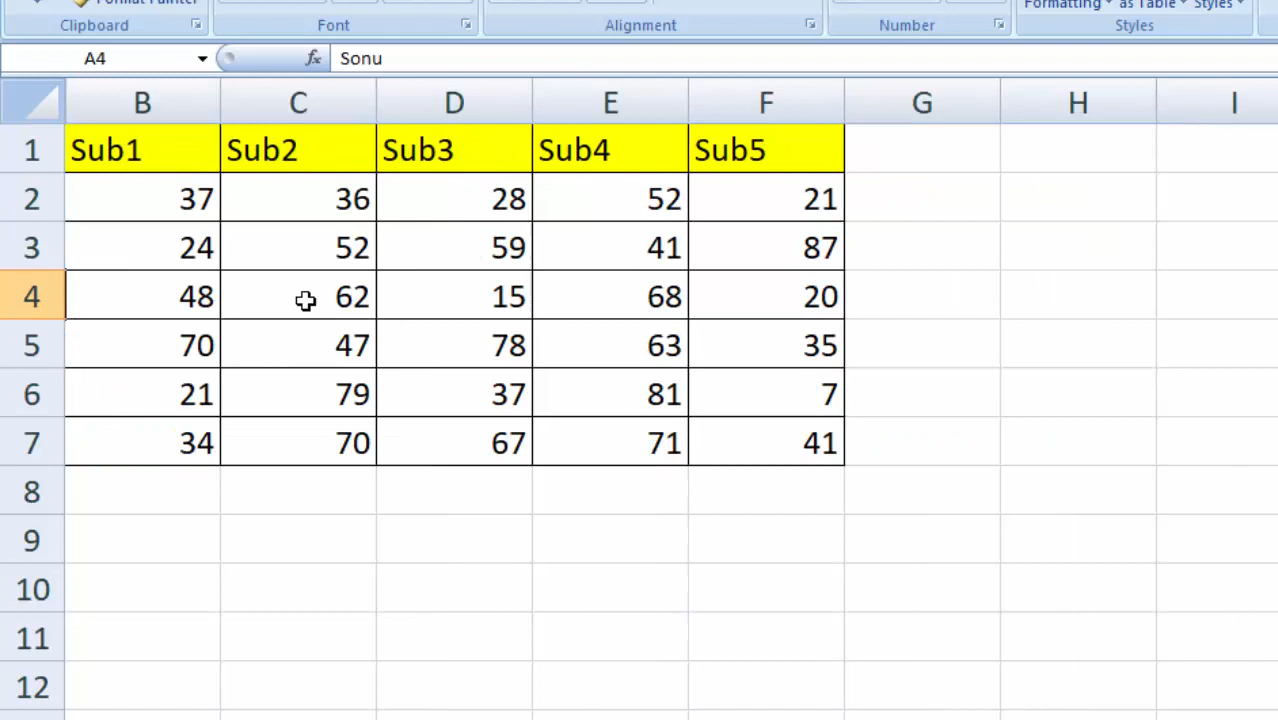 Format Painter
Formatting as Table Styles
Clipboard Font Alignment Number Styles
A4 fx Sonu
B C D E F G H I
1 Sub1 Sub2 Sub3 Sub4 Sub5
2 37 36 28 52 21
3 24 52 59 41 87
4 48 62 15 68 20
5 70 47 78 63 35
6 21 79 37 81 7
7 34 70 67 71 41
8
9
10
11
12